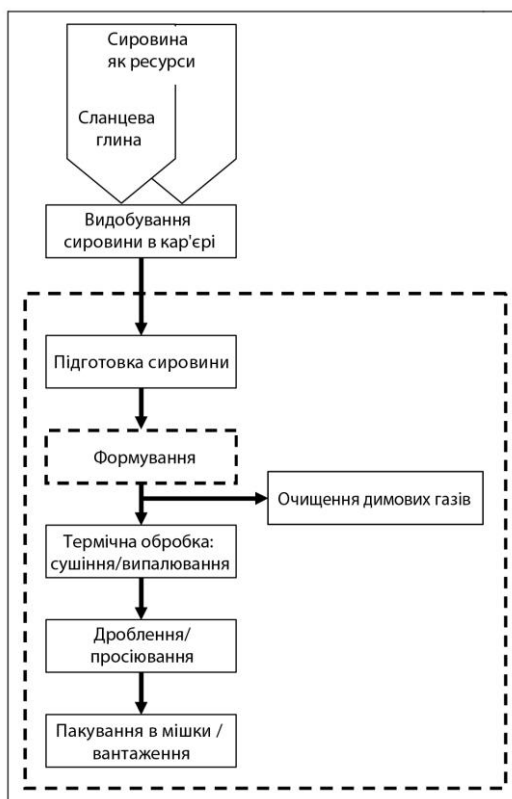 Сировина
як ресурси
Сланцева
глина
Видобування
сировини в кар'єрі
Підготовка сировини
Формування
Очищення димових газів
Термічна обробка:
сушіння/випалювання
Дроблення/
просіювання
Пакування в мішки /
вантаження